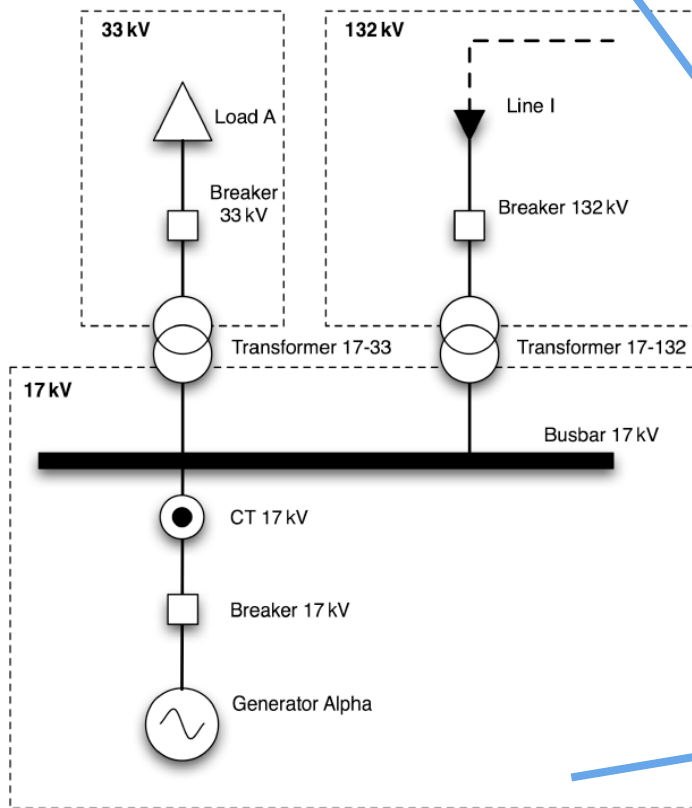 33 kV
132 kV
Load A
Line I
Breaker
33 kV
Breaker 132 kV
Transformer 17-33
Transformer 17-132
17 kV
Busbar 17 kV
CT 17 kV
Breaker 17 kV
Generator Alpha